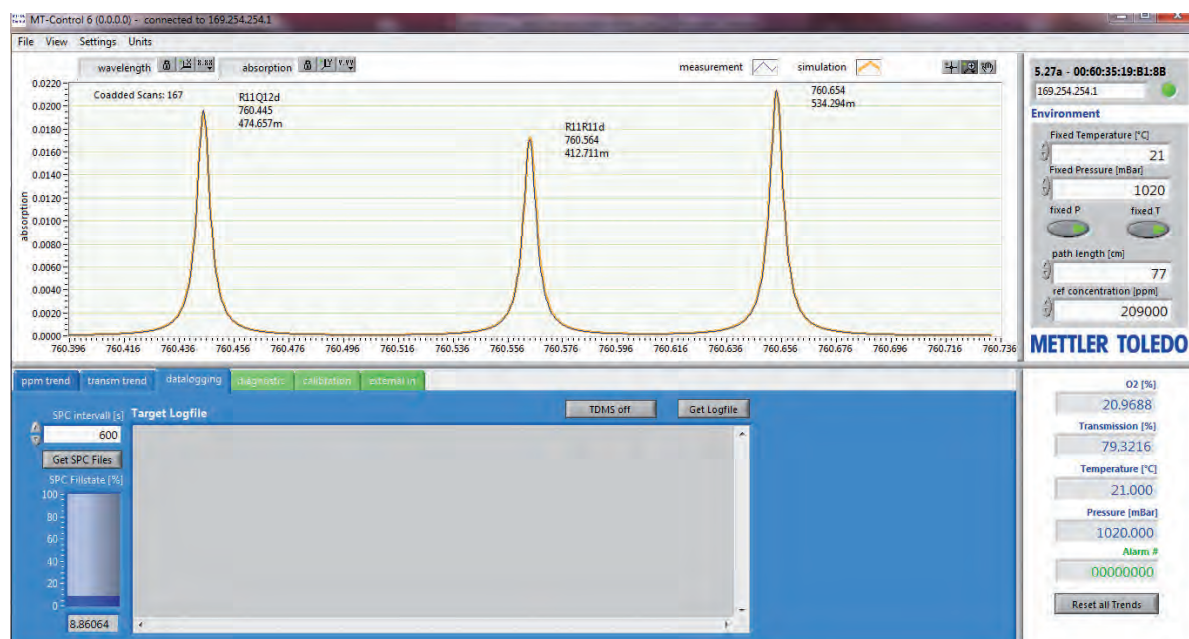 MT-Control 6 (0.0.0.0) - connected to 169.254.254.1
File View Settings Units
wavelength absorption measurement simulation
Coadded Scans: 167
R11Q12d
760.445
474.657m
R11R11d
760.564
412.711m
760.654
534.294m
absorption
0.0220
0.0200
0.0180
0.0160
0.0140
0.0120
0.0100
0.0080
0.0060
0.0040
0.0020
0.0000
760.396 760.416 760.436 760.456 760.476 760.496 760.516 760.536 760.556 760.576 760.596 760.616 760.636 760.656 760.676 760.696 760.716 760.736
5.27a - 00:60:35:19:B1:8B
169.254.254.1
Environment
Fixed Temperature [°C]
21
Fixed Pressure [mBar]
1020
fixed P fixed T
path length [cm]
77
ref concentration [ppm]
209000
METTLER TOLEDO
ppm trend transm trend datalogging diagnostic calibration external in
SPC intervall [s] Target Logfile TDMS off Get Logfile
600
Get SPC Files
SPC Fillstate [%]
100
80
60
40
20
0
8.86064
O2 [%]
20.9688
Transmission [%]
79.3216
Temperature [°C]
21.000
Pressure [mBar]
1020.000
Alarm #
00000000
Reset all Trends